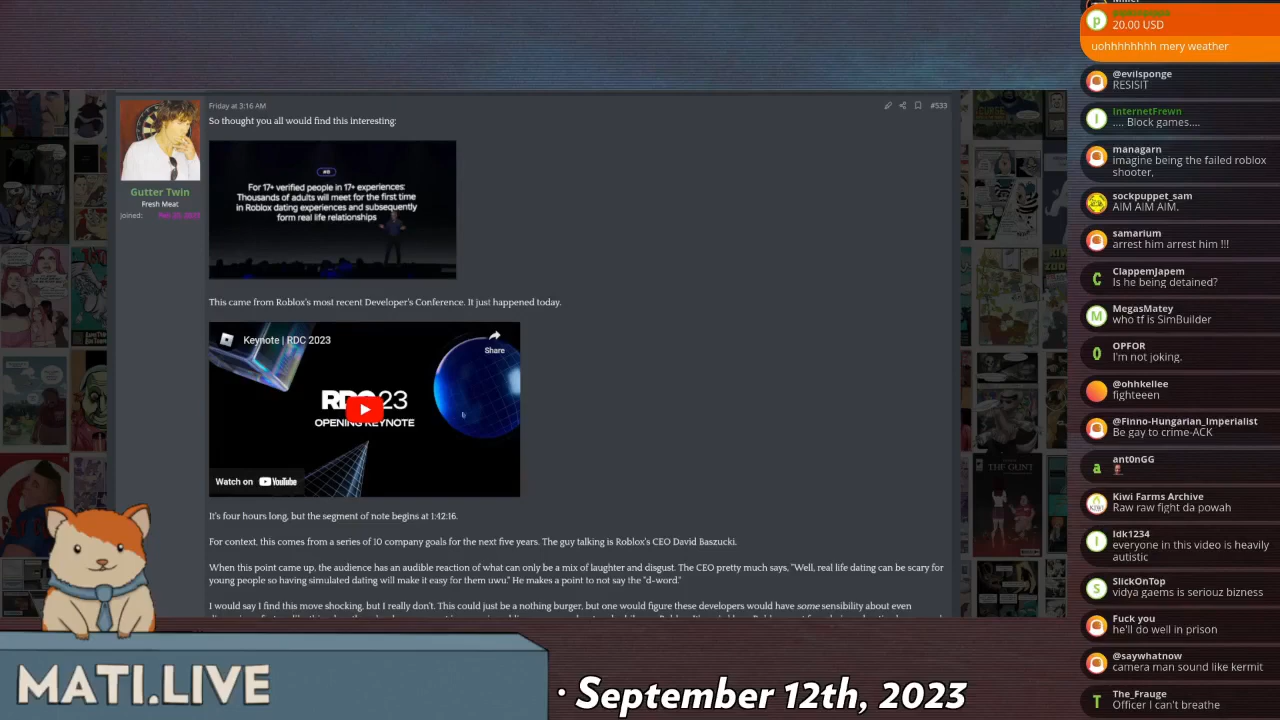 Friday at 3:16 AM
#533
So thought you all would find this interesting:
#8
For 17+ verified people in 17+ experiences:
Thousands of adults will meet for the first time
in Roblox dating experiences and subsequently
form real life relationships
Gutter Twin
Fresh Meat
joined:
This came from Roblox's most recent Developer's Conference. It just happened today.
Keynote | RDC 2023
Share
OPENING KEYNOTE
Watch on YouTube
It's four hours long, but the segment of note begins at 1:42:16.
For context, this comes from a series of 10 company goals for the next five years. The guy talking is Roblox's CEO David Baszucki.
When this point came up, the audience has an audible reaction of what can only be a mix of laughter and disgust. The CEO pretty much says, "Well, real life dating can be scary for
young people so having simulated dating will make it easy for them uwu." He makes a point to not say the "d-word."
I would say I find this move shocking, but I really don't. This could just be a nothing burger, but one would figure these developers would have some sensibility about even
THE GUNT
MATI.LIVE
· September 12th, 2023
P
20.00 USD
uohhhhhhh mery weather
@evilsponge
RESISIT
I
InternetFrewn
.... Block games....
managarn
imagine being the failed roblox
shooter,
sockpuppet_sam
AIM AIM AIM.
samarium
arrest him arrest him !!!
C
ClappemJapem
Is he being detained?
M
MegasMatey
who tf is SimBuilder
O
OPFOR
I'm not joking.
@ohhkellee
fighteeen
@Finno-Hungarian_Imperialist
Be gay to crime-ACK
a
ant0nGG
KIWI
Kiwi Farms Archive
Raw raw fight da powah
I
Idk1234
everyone in this video is heavily
autistic
S
SlickOnTop
vidya gaems is seriouz bizness
Fuck you
he'll do well in prison
@saywhatnow
camera man sound like kermit
T
The_Frauge
Officer I can't breathe